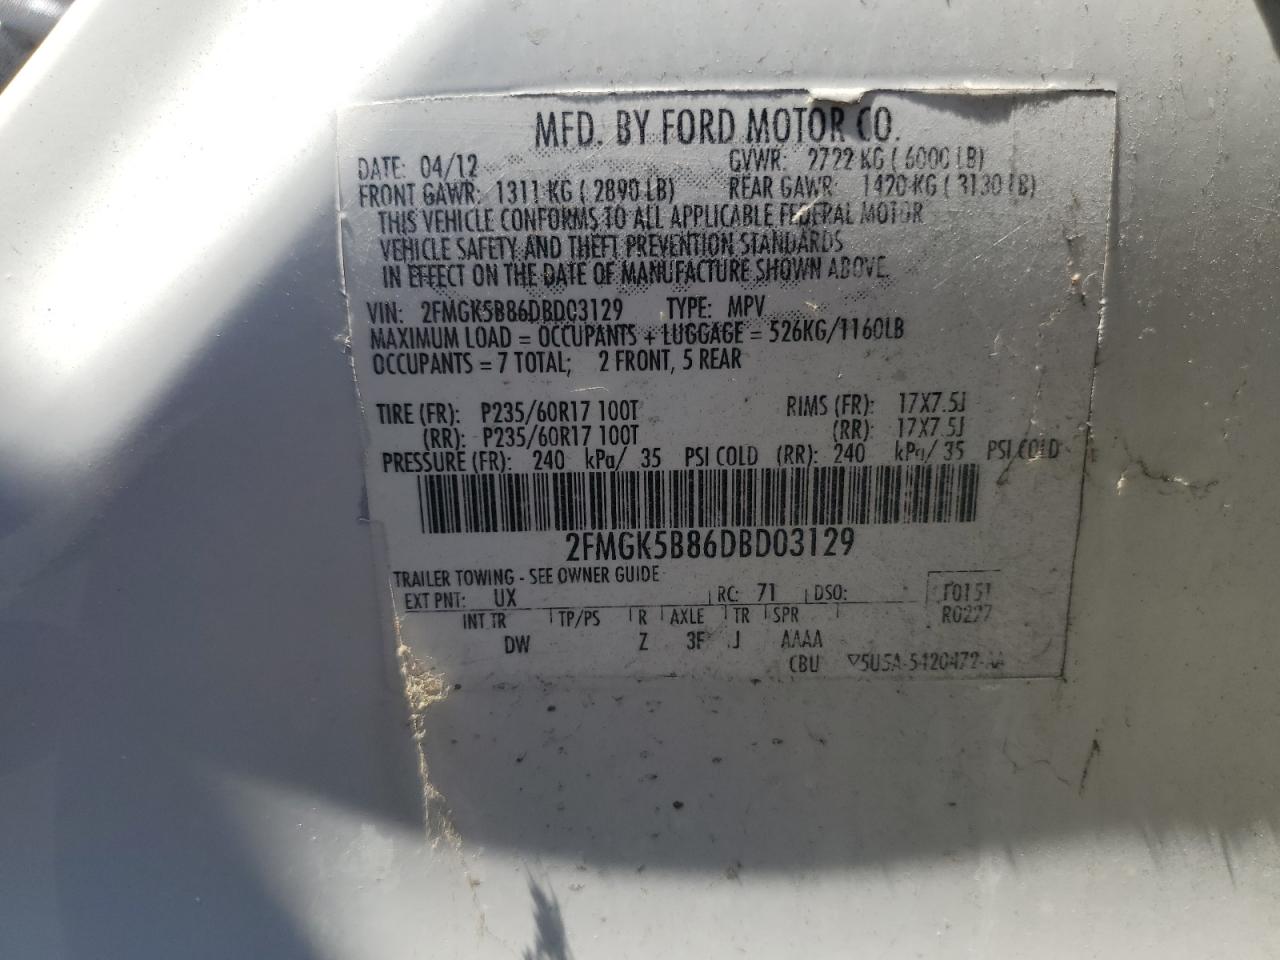 MFD. BY FORD MOTOR CO.
DATE: 04/12 GVWR: 2722 KG ( 6000 LB)
FRONT GAWR: 1311 KG ( 2890 LB) REAR GAWR: 1420 KG ( 3130 LB)
THIS VEHICLE CONFORMS TO ALL APPLICABLE FEDERAL MOTOR
VEHICLE SAFETY AND THEFT PREVENTION STANDARDS
IN EFFECT ON THE DATE OF MANUFACTURE SHOWN ABOVE.
VIN: 2FMGK5B86DBD03129 TYPE: MPV
MAXIMUM LOAD = OCCUPANTS + LUGGAGE = 526KG/1160LB
OCCUPANTS = 7 TOTAL; 2 FRONT, 5 REAR
TIRE (FR): P235/60R17 100T RIMS (FR): 17X7.5J
(RR): P235/60R17 100T (RR): 17X7.5J
PRESSURE (FR): 240 kPa/ 35 PSI COLD (RR): 240 kPa/ 35 PSI COLD
2FMGK5B86DBD03129
TRAILER TOWING - SEE OWNER GUIDE
EXT PNT: UX RC: 71 DSO: F0151
INT TR TP/PS R AXLE TR SPR R0227
DW Z 3F J AAAA
CBU